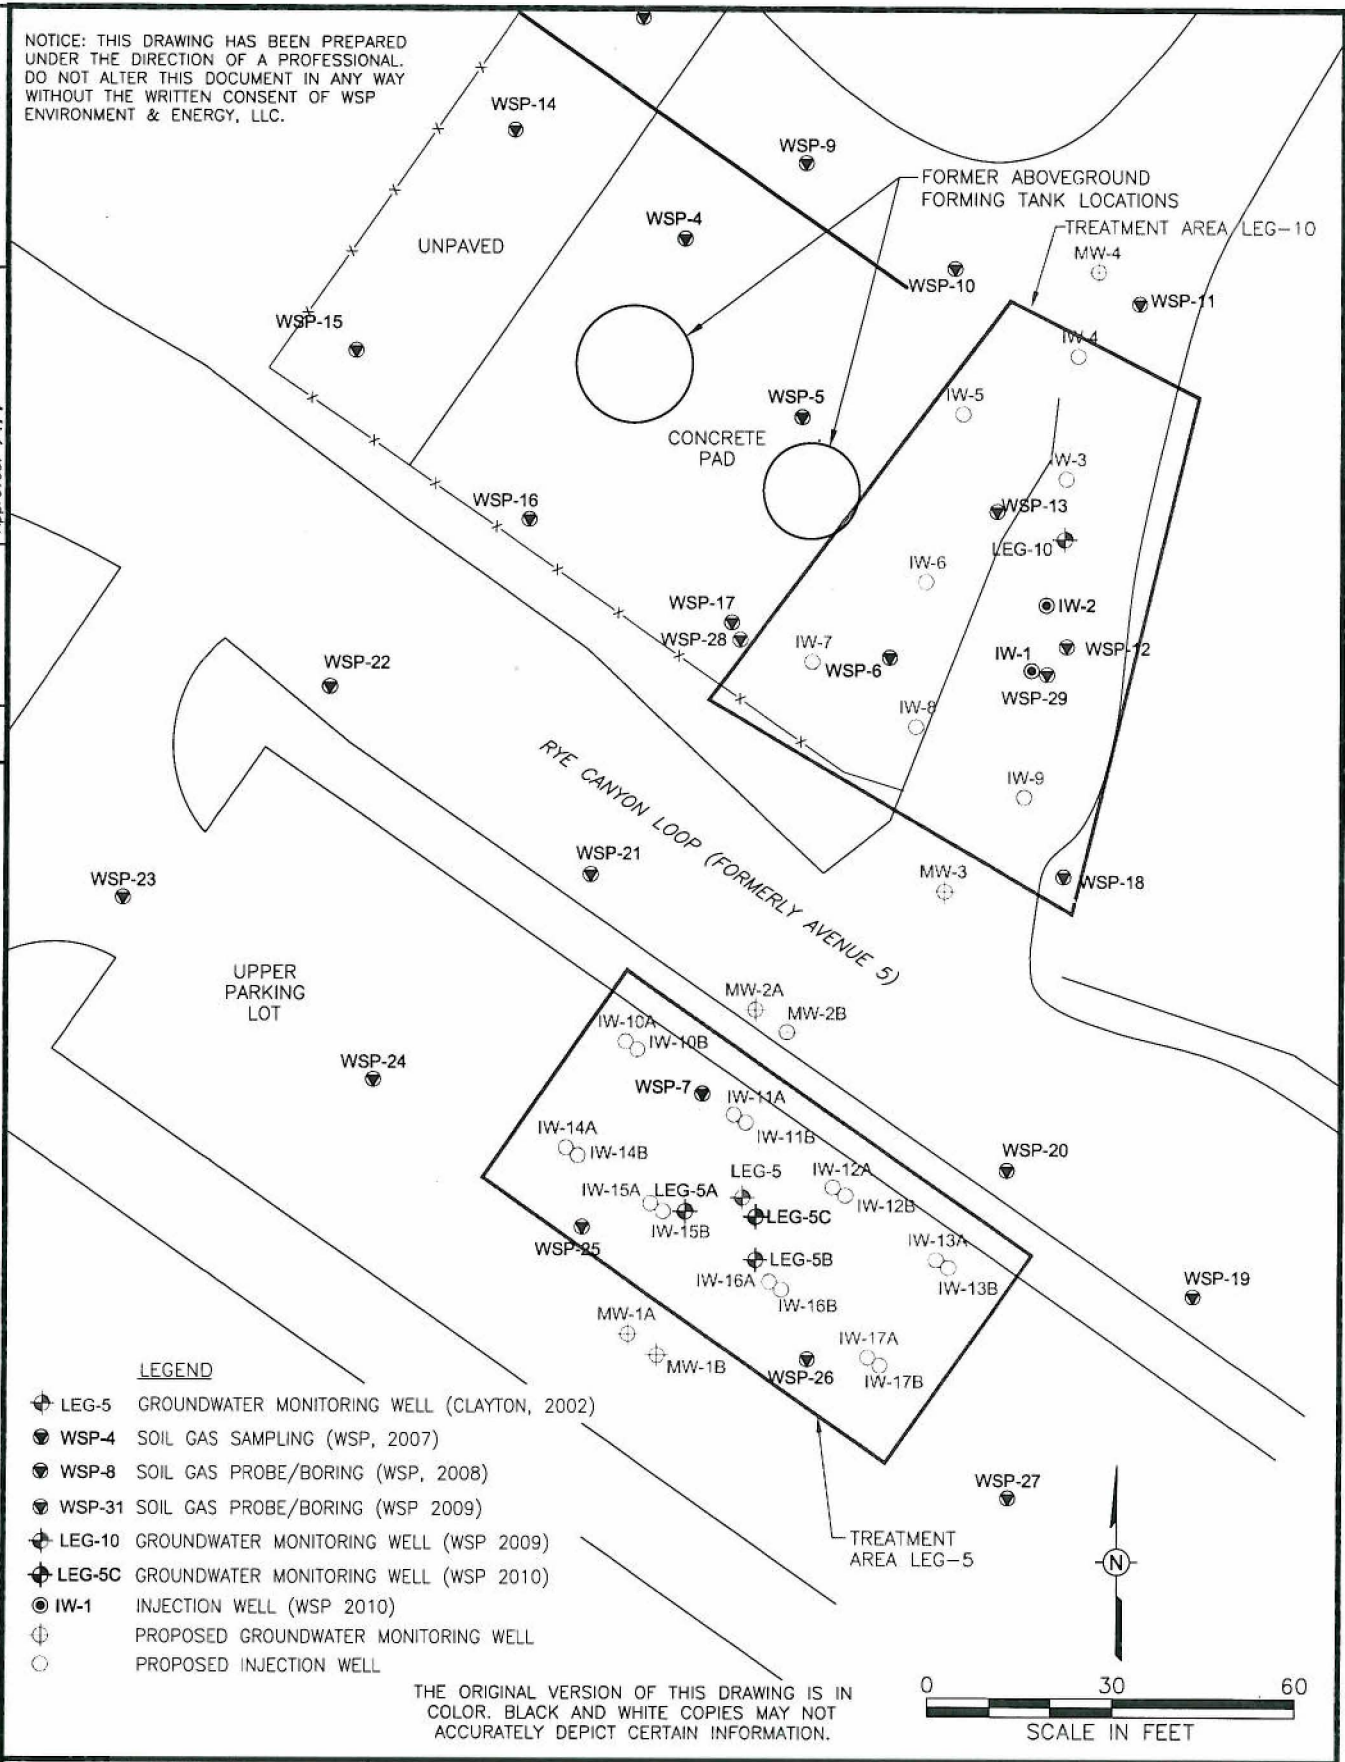 NOTICE: THIS DRAWING HAS BEEN PREPARED
UNDER THE DIRECTION OF A PROFESSIONAL.
DO NOT ALTER THIS DOCUMENT IN ANY WAY
WITHOUT THE WRITTEN CONSENT OF WSP
ENVIRONMENT & ENERGY, LLC.
WSP-14
WSP-9
FORMER ABOVEGROUND
FORMING TANK LOCATIONS
WSP-4
UNPAVED
TREATMENT AREA LEG-10
MW-4
WSP-10
WSP-11
WSP-15
IW-4
WSP-5
IW-5
CONCRETE
PAD
IW-3
WSP-16
WSP-13
LEG-10
IW-6
WSP-17
IW-2
WSP-28
IW-7
WSP-6
IW-1
WSP-12
WSP-22
WSP-29
IW-8
RYE CANYON LOOP (FORMERLY AVENUE 5)
IW-9
WSP-21
WSP-23
MW-3
WSP-18
UPPER
PARKING
LOT
MW-2A
MW-2B
IW-10A
IW-10B
WSP-24
WSP-7
IW-11A
IW-11B
IW-14A
IW-14B
WSP-20
LEG-5
IW-12A
IW-15A
LEG-5A
IW-12B
LEG-5C
IW-15B
WSP-25
IW-13A
LEG-5B
IW-16A
IW-13B
WSP-19
IW-16B
MW-1A
IW-17A
MW-1B
WSP-26
IW-17B
LEGEND
LEG-5 GROUNDWATER MONITORING WELL (CLAYTON, 2002)
WSP-4 SOIL GAS SAMPLING (WSP, 2007)
WSP-8 SOIL GAS PROBE/BORING (WSP, 2008)
WSP-31 SOIL GAS PROBE/BORING (WSP 2009)
LEG-10 GROUNDWATER MONITORING WELL (WSP 2009)
LEG-5C GROUNDWATER MONITORING WELL (WSP 2010)
IW-1 INJECTION WELL (WSP 2010)
PROPOSED GROUNDWATER MONITORING WELL
PROPOSED INJECTION WELL
WSP-27
TREATMENT
AREA LEG-5
N
THE ORIGINAL VERSION OF THIS DRAWING IS IN
COLOR. BLACK AND WHITE COPIES MAY NOT
ACCURATELY DEPICT CERTAIN INFORMATION.
0 30 60
SCALE IN FEET